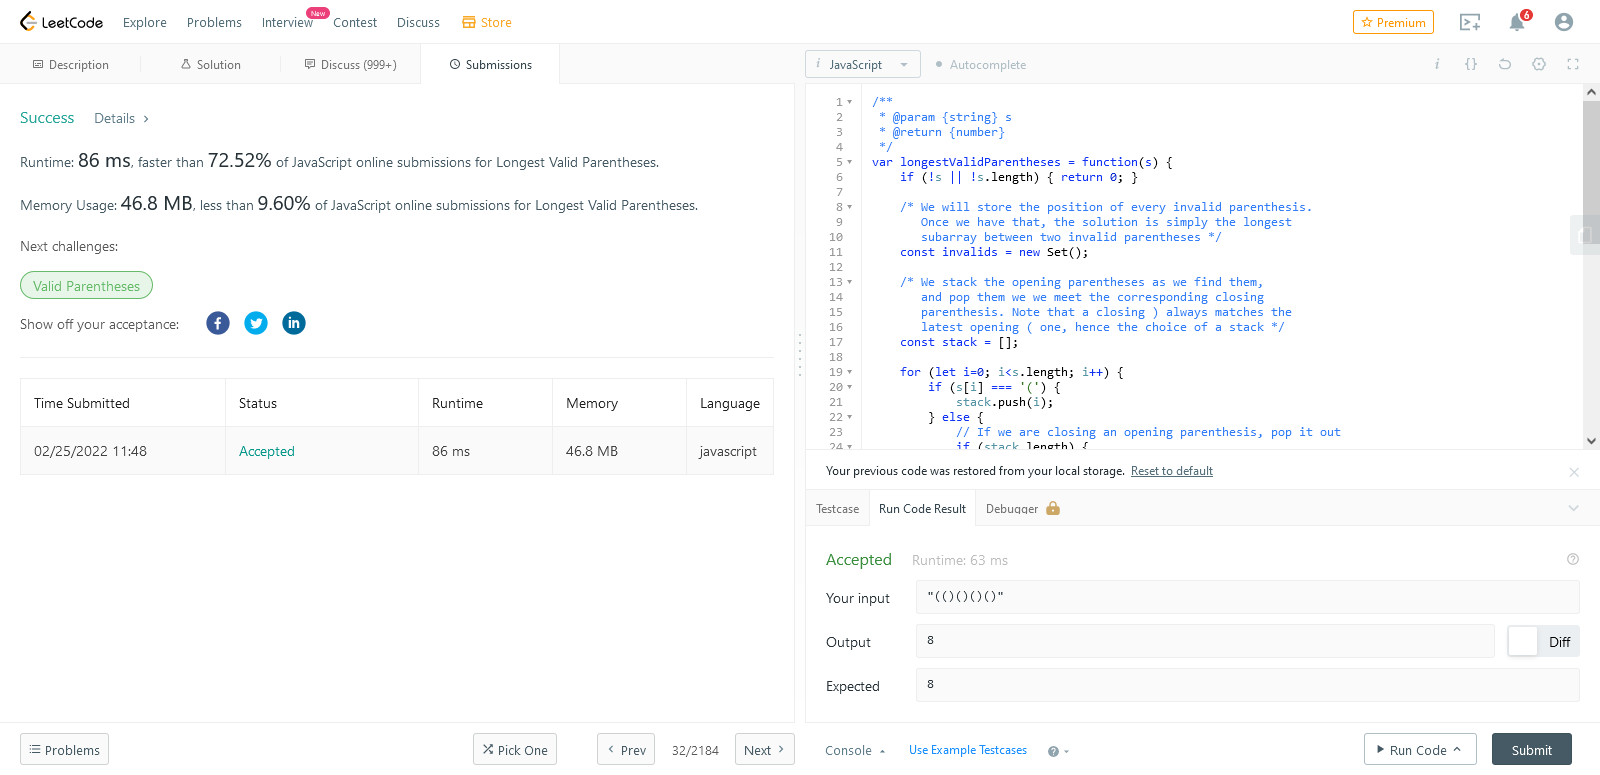 LeetCode
Explore
Problems
Interview
New
Contest
Discuss
Store
Premium
6
Description
Solution
Discuss (999+)
Submissions
i JavaScript
Autocomplete
i {}
Success Details >
Runtime: 86 ms, faster than 72.52% of JavaScript online submissions for Longest Valid Parentheses.
Memory Usage: 46.8 MB, less than 9.60% of JavaScript online submissions for Longest Valid Parentheses.
Next challenges:
Valid Parentheses
Show off your acceptance:
Time Submitted Status Runtime Memory Language
02/25/2022 11:48 Accepted 86 ms 46.8 MB javascript
1 /**
2  * @param {string} s
3  * @return {number}
4  */
5 var longestValidParentheses = function(s) {
6     if (!s || !s.length) { return 0; }
7
8     /* We will store the position of every invalid parenthesis.
9        Once we have that, the solution is simply the longest
10        subarray between two invalid parentheses */
11     const invalids = new Set();
12
13     /* We stack the opening parentheses as we find them,
14        and pop them we we meet the corresponding closing
15        parenthesis. Note that a closing ) always matches the
16        latest opening ( one, hence the choice of a stack */
17     const stack = [];
18
19     for (let i=0; i<s.length; i++) {
20         if (s[i] === '(') {
21             stack.push(i);
22         } else {
23             // If we are closing an opening parenthesis, pop it out
24             if (stack.length) {
Your previous code was restored from your local storage. Reset to default
Testcase
Run Code Result
Debugger
Accepted Runtime: 63 ms
Your input "(()()()()"
Output 8 Diff
Expected 8
Problems
Pick One
< Prev
32/2184
Next >
Console
Use Example Testcases
Run Code
Submit